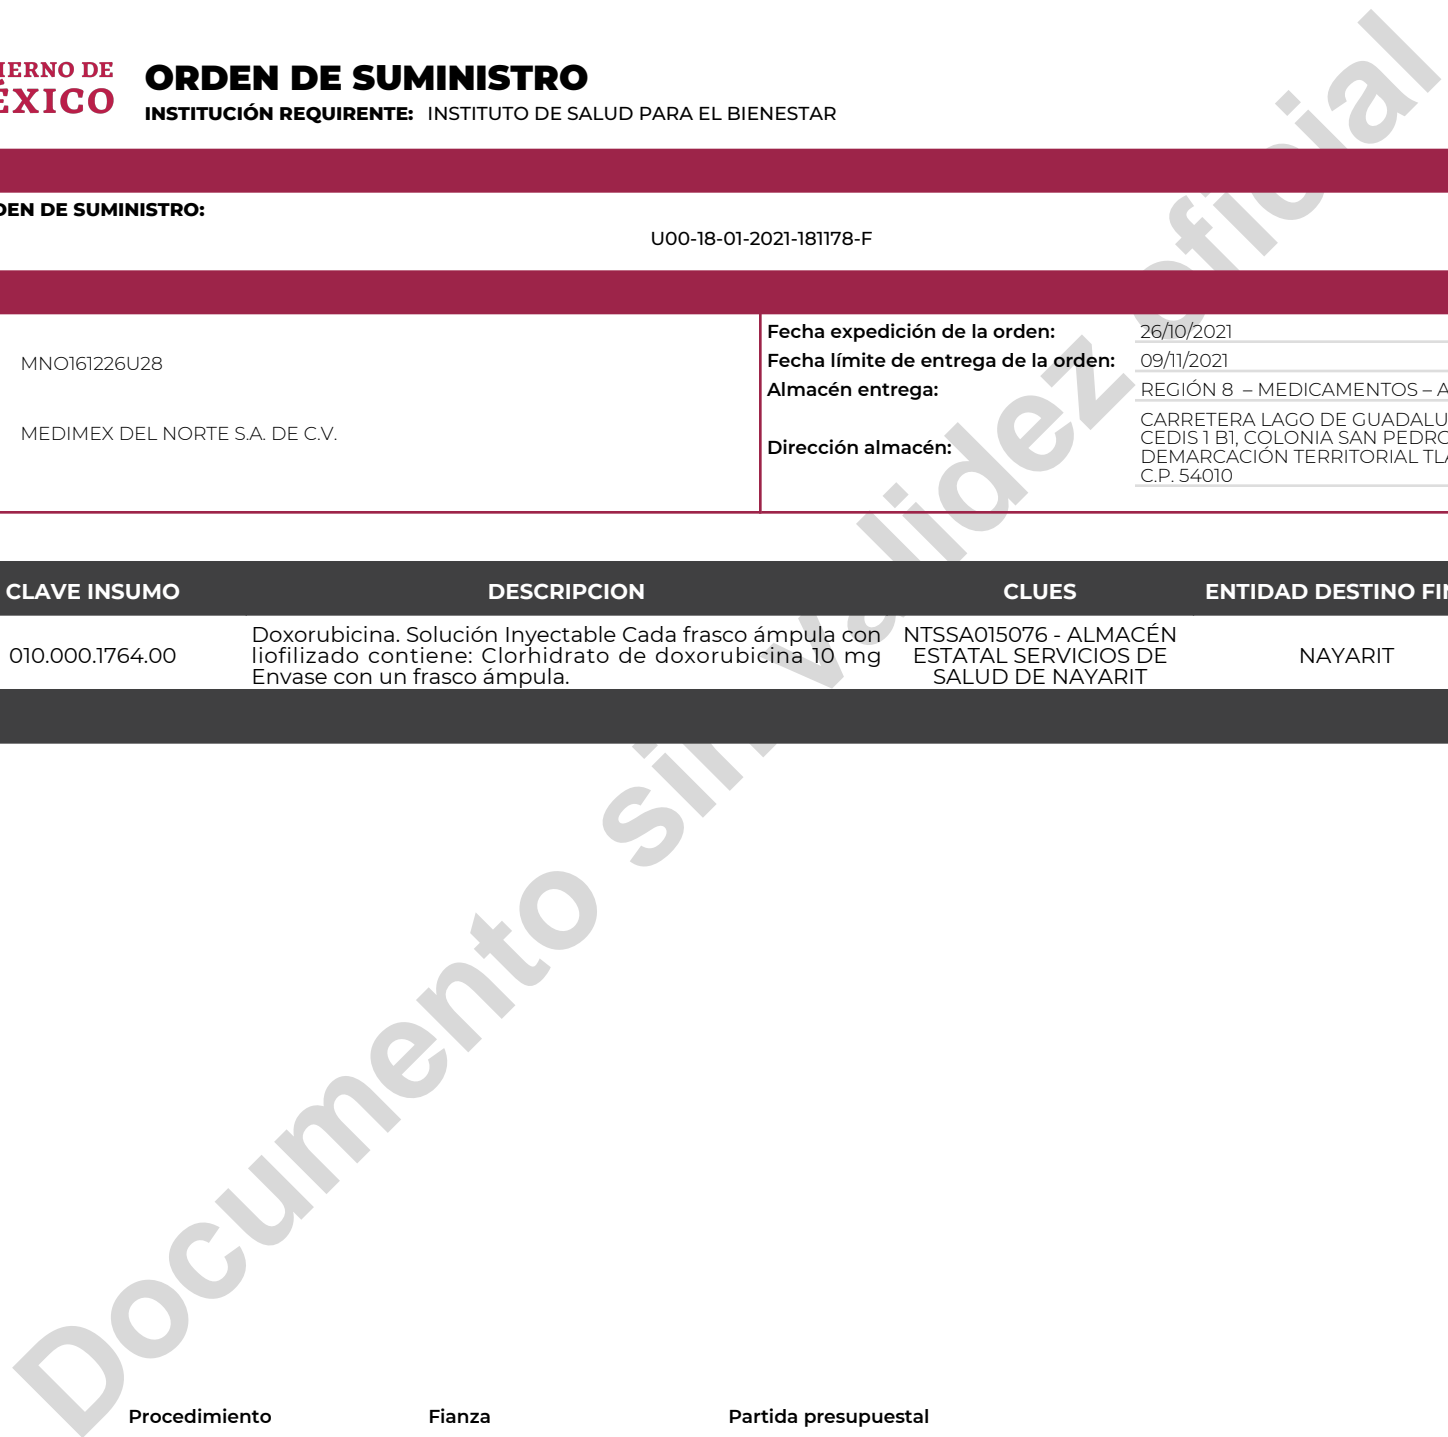 IERNO DE
ÉXICO
ORDEN DE SUMINISTRO
INSTITUCIÓN REQUIRENTE: INSTITUTO DE SALUD PARA EL BIENESTAR
DEN DE SUMINISTRO:
U00-18-01-2021-181178-F
MNO161226U28
MEDIMEX DEL NORTE S.A. DE C.V.
Fecha expedición de la orden: 26/10/2021
Fecha límite de entrega de la orden: 09/11/2021
Almacén entrega: REGIÓN 8 – MEDICAMENTOS – A
Dirección almacén:
CARRETERA LAGO DE GUADALU
CEDIS 1 B1, COLONIA SAN PEDRO
DEMARCACIÓN TERRITORIAL TLA
C.P. 54010
CLAVE INSUMO DESCRIPCION CLUES ENTIDAD DESTINO FIN
010.000.1764.00
Doxorubicina. Solución Inyectable Cada frasco ámpula con
liofilizado contiene: Clorhidrato de doxorubicina 10 mg
Envase con un frasco ámpula.
NTSSA015076 - ALMACÉN
ESTATAL SERVICIOS DE
SALUD DE NAYARIT
NAYARIT
Documento sin validez oficial
Procedimiento Fianza Partida presupuestal